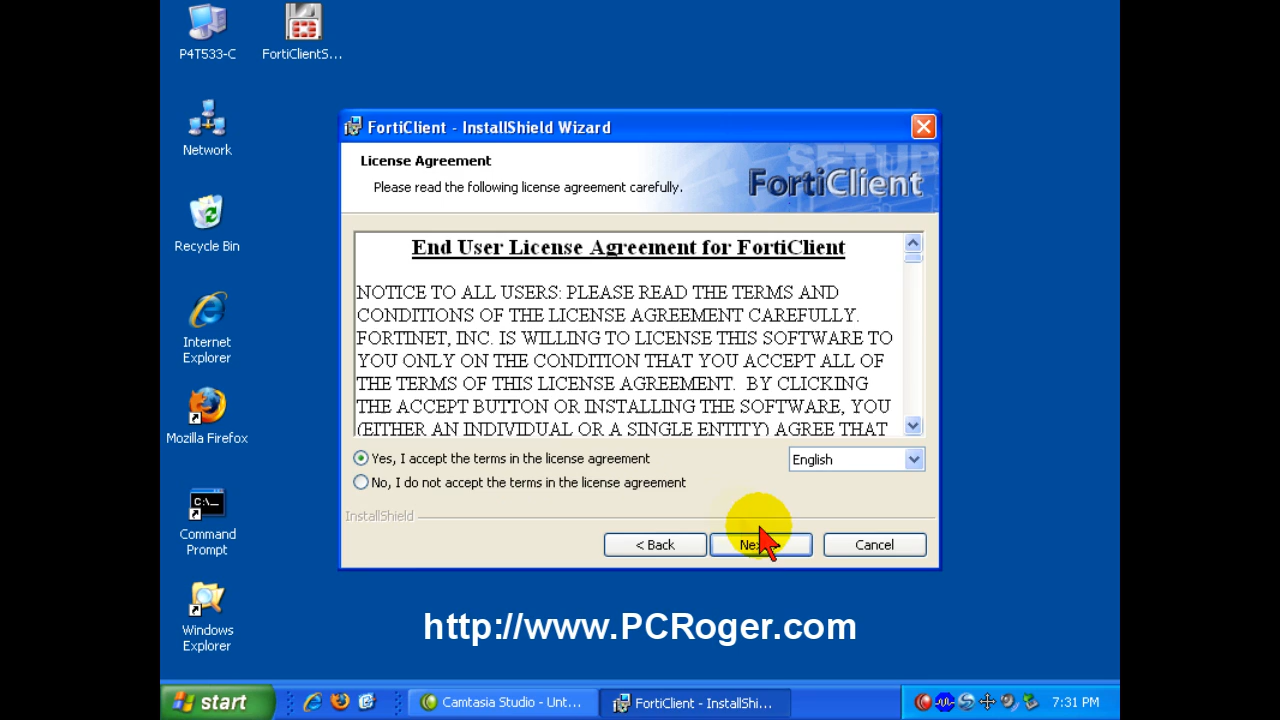 P4T533-C
FortiClientS...
Network
Recycle Bin
Internet
Explorer
Mozilla Firefox
C:\_
Command
Prompt
Windows
Explorer
FortiClient - InstallShield Wizard
License Agreement
Please read the following license agreement carefully.
SETUP
FortiClient
End User License Agreement for FortiClient
NOTICE TO ALL USERS: PLEASE READ THE TERMS AND
CONDITIONS OF THE LICENSE AGREEMENT CAREFULLY.
FORTINET, INC. IS WILLING TO LICENSE THIS SOFTWARE TO
YOU ONLY ON THE CONDITION THAT YOU ACCEPT ALL OF
THE TERMS OF THIS LICENSE AGREEMENT.  BY CLICKING
THE ACCEPT BUTTON OR INSTALLING THE SOFTWARE, YOU
(EITHER AN INDIVIDUAL OR A SINGLE ENTITY) AGREE THAT
Yes, I accept the terms in the license agreement
English
No, I do not accept the terms in the license agreement
InstallShield
< Back
Cancel
http://www.PCRoger.com
start
Camtasia Studio - Unt...
FortiClient - InstallShi...
7:31 PM